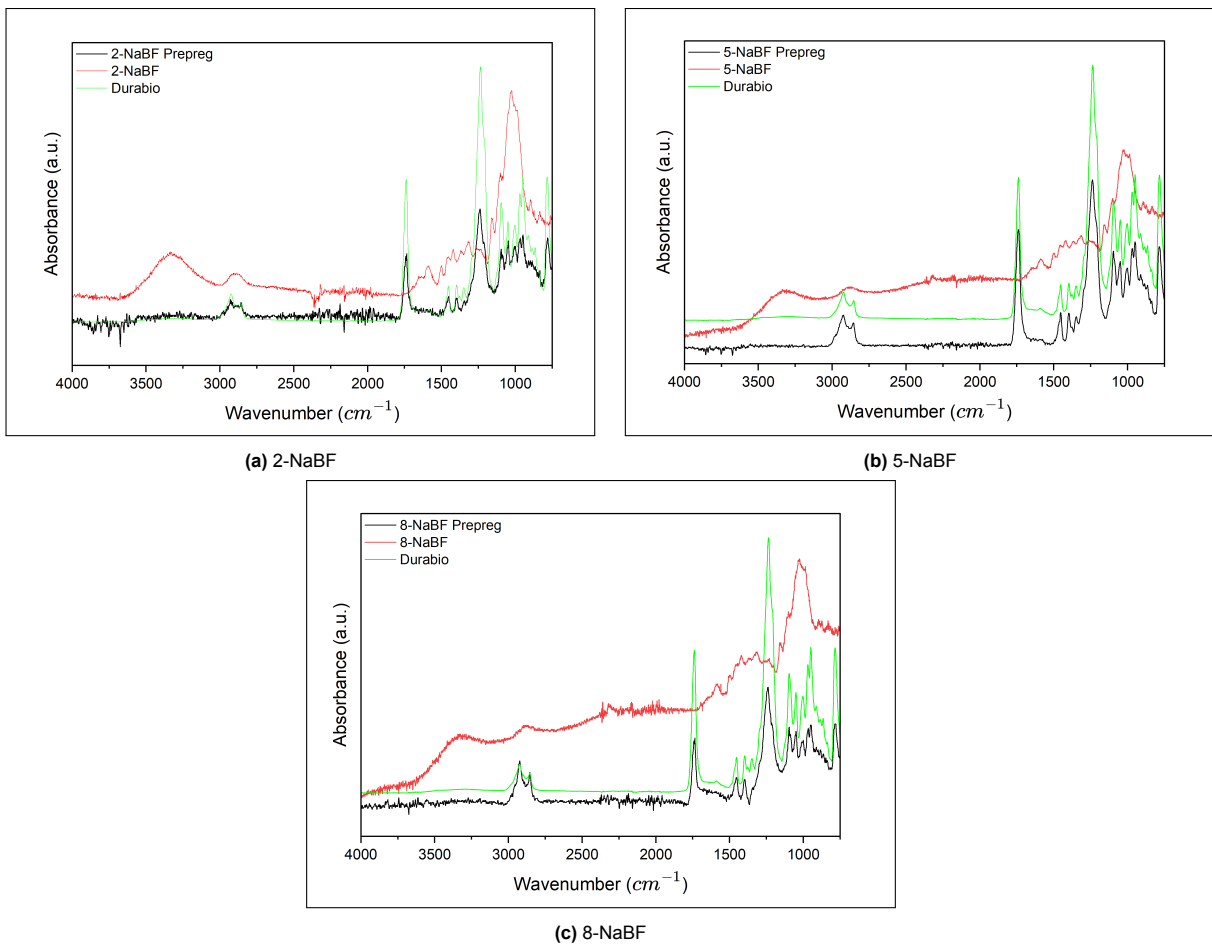 2-NaBF Prepreg
2-NaBF
Durabio
Absorbance (a.u.)
4000 3500 3000 2500 2000 1500 1000
Wavenumber (cm⁻¹)
(a) 2-NaBF
5-NaBF Prepreg
5-NaBF
Durabio
Absorbance (a.u.)
4000 3500 3000 2500 2000 1500 1000
Wavenumber (cm⁻¹)
(b) 5-NaBF
8-NaBF Prepreg
8-NaBF
Durabio
Absorbance (a.u.)
4000 3500 3000 2500 2000 1500 1000
Wavenumber (cm⁻¹)
(c) 8-NaBF